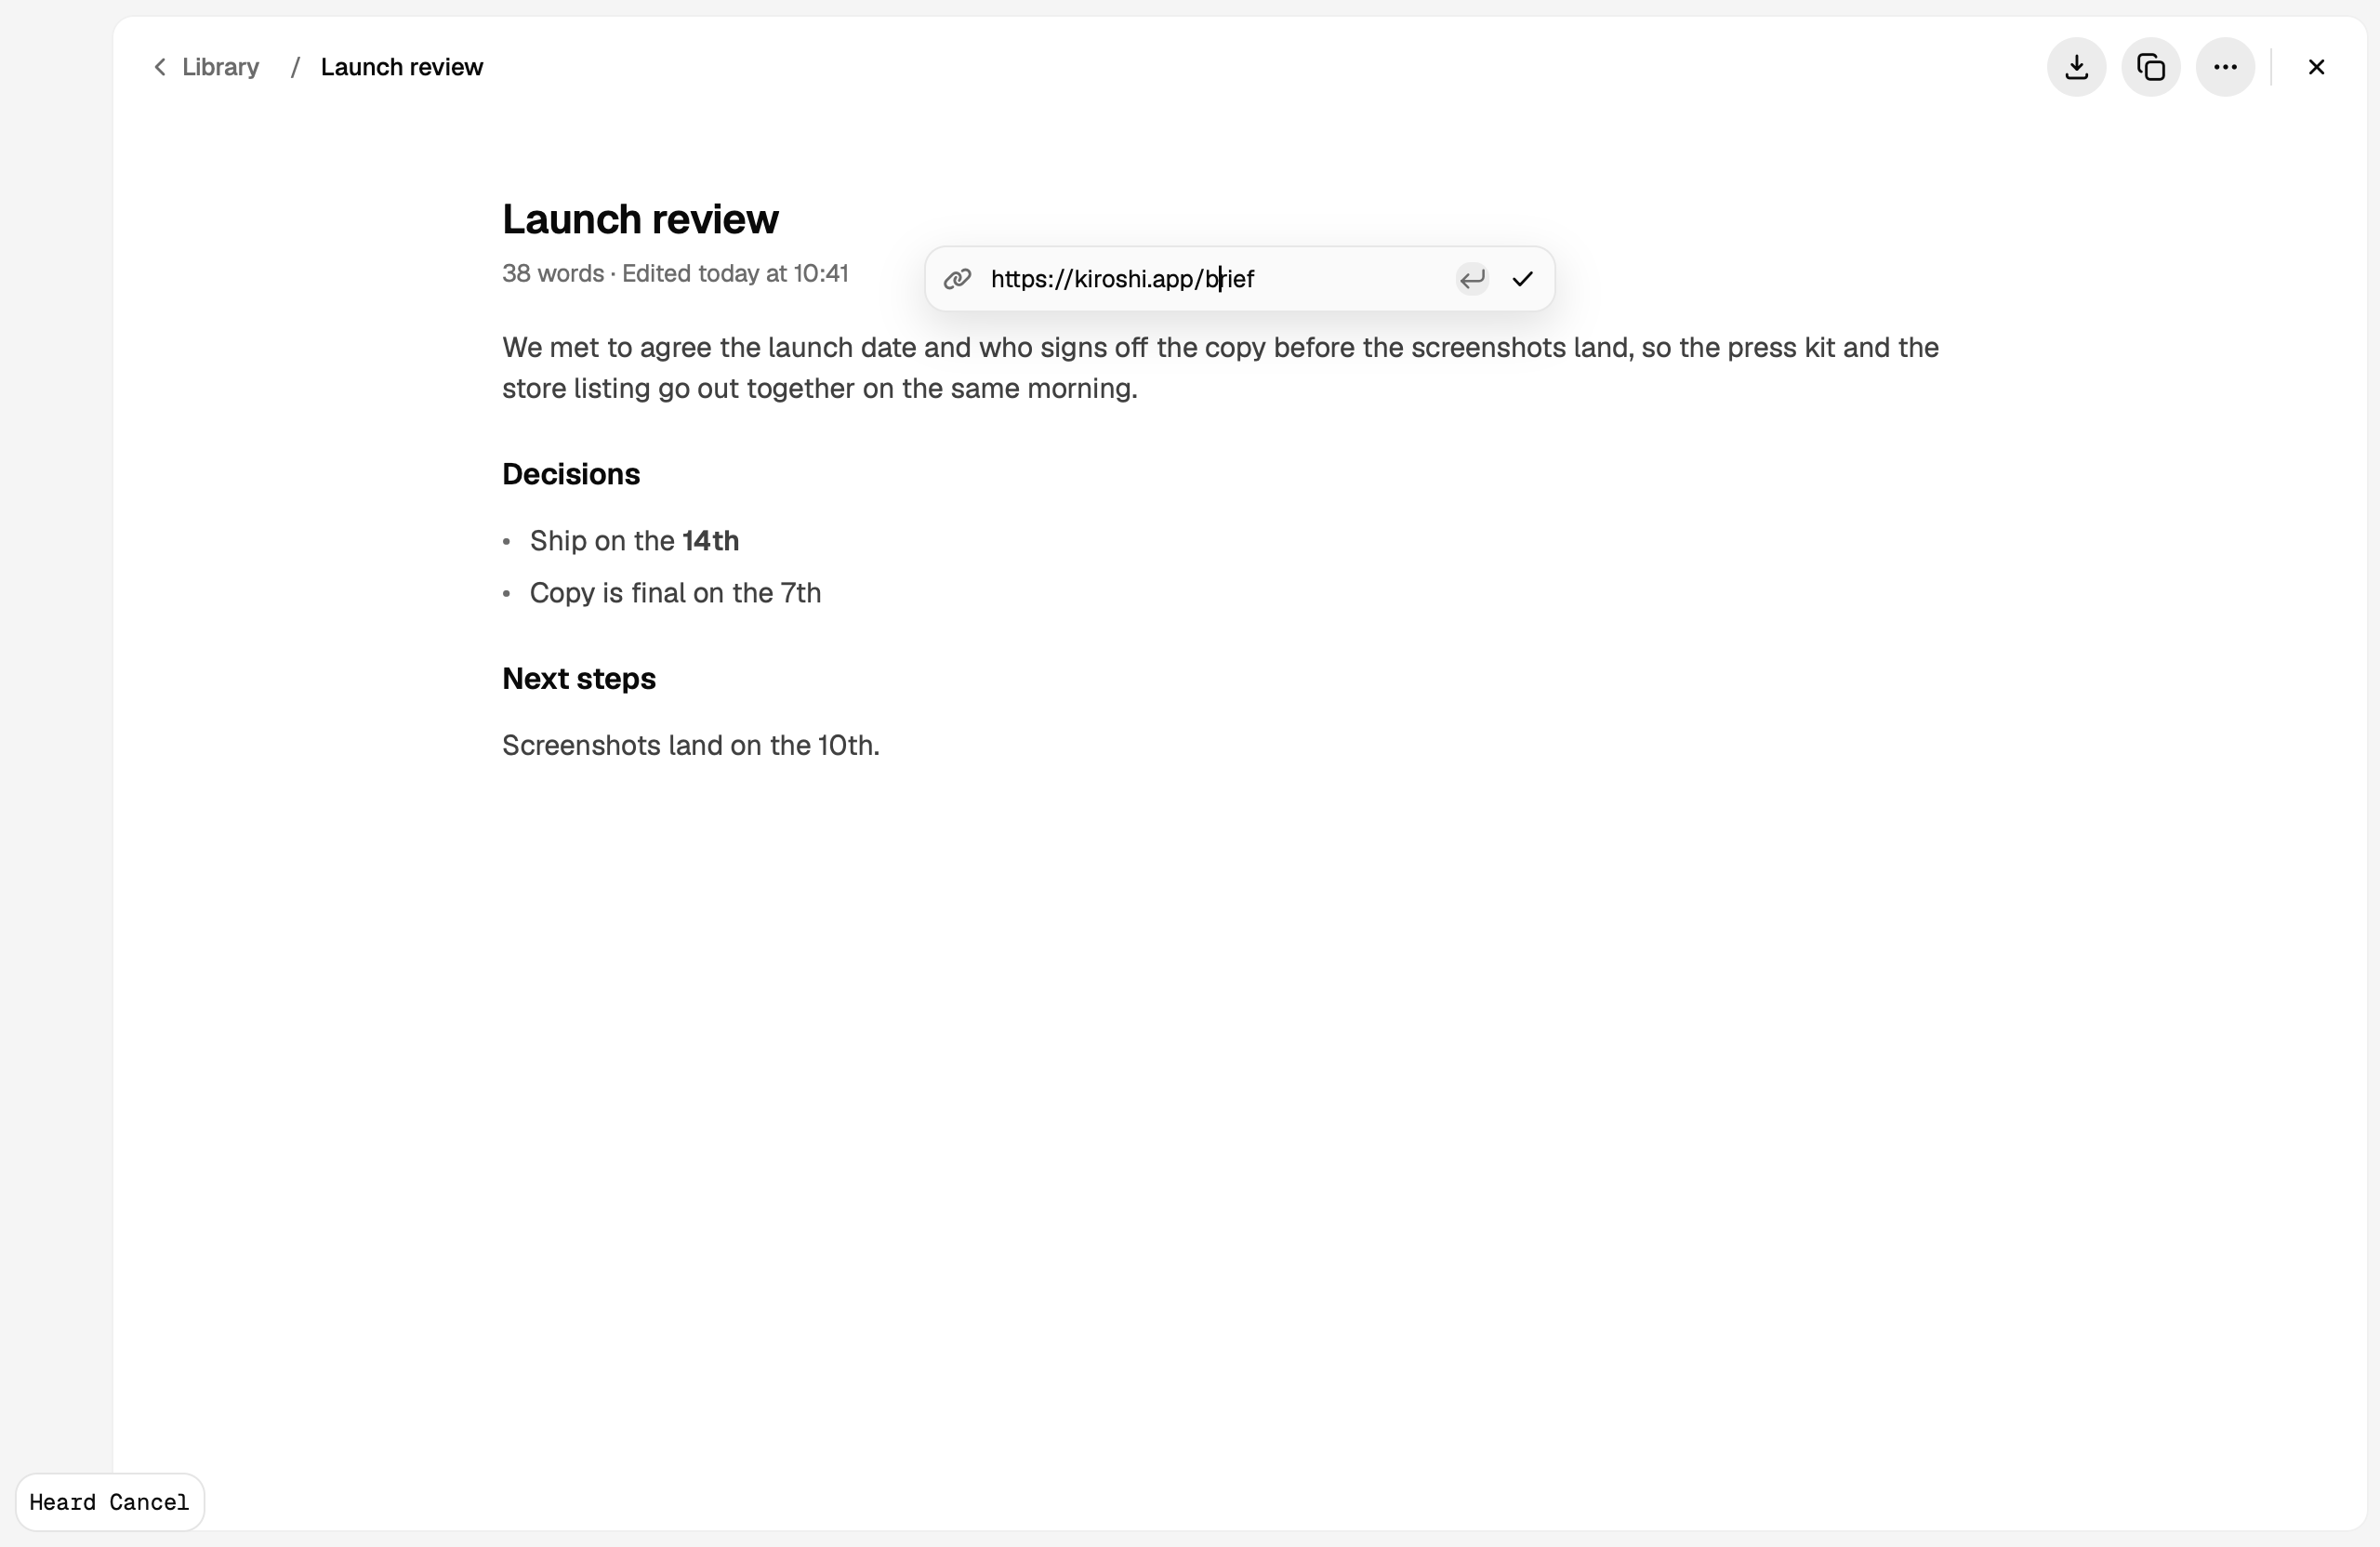 Library / Launch review
Launch review
38 words · Edited today at 10:41
https://kiroshi.app/brief
We met to agree the launch date and who signs off the copy before the screenshots land, so the press kit and the
store listing go out together on the same morning.
Decisions
• Ship on the 14th
• Copy is final on the 7th
Next steps
Screenshots land on the 10th.
Heard Cancel